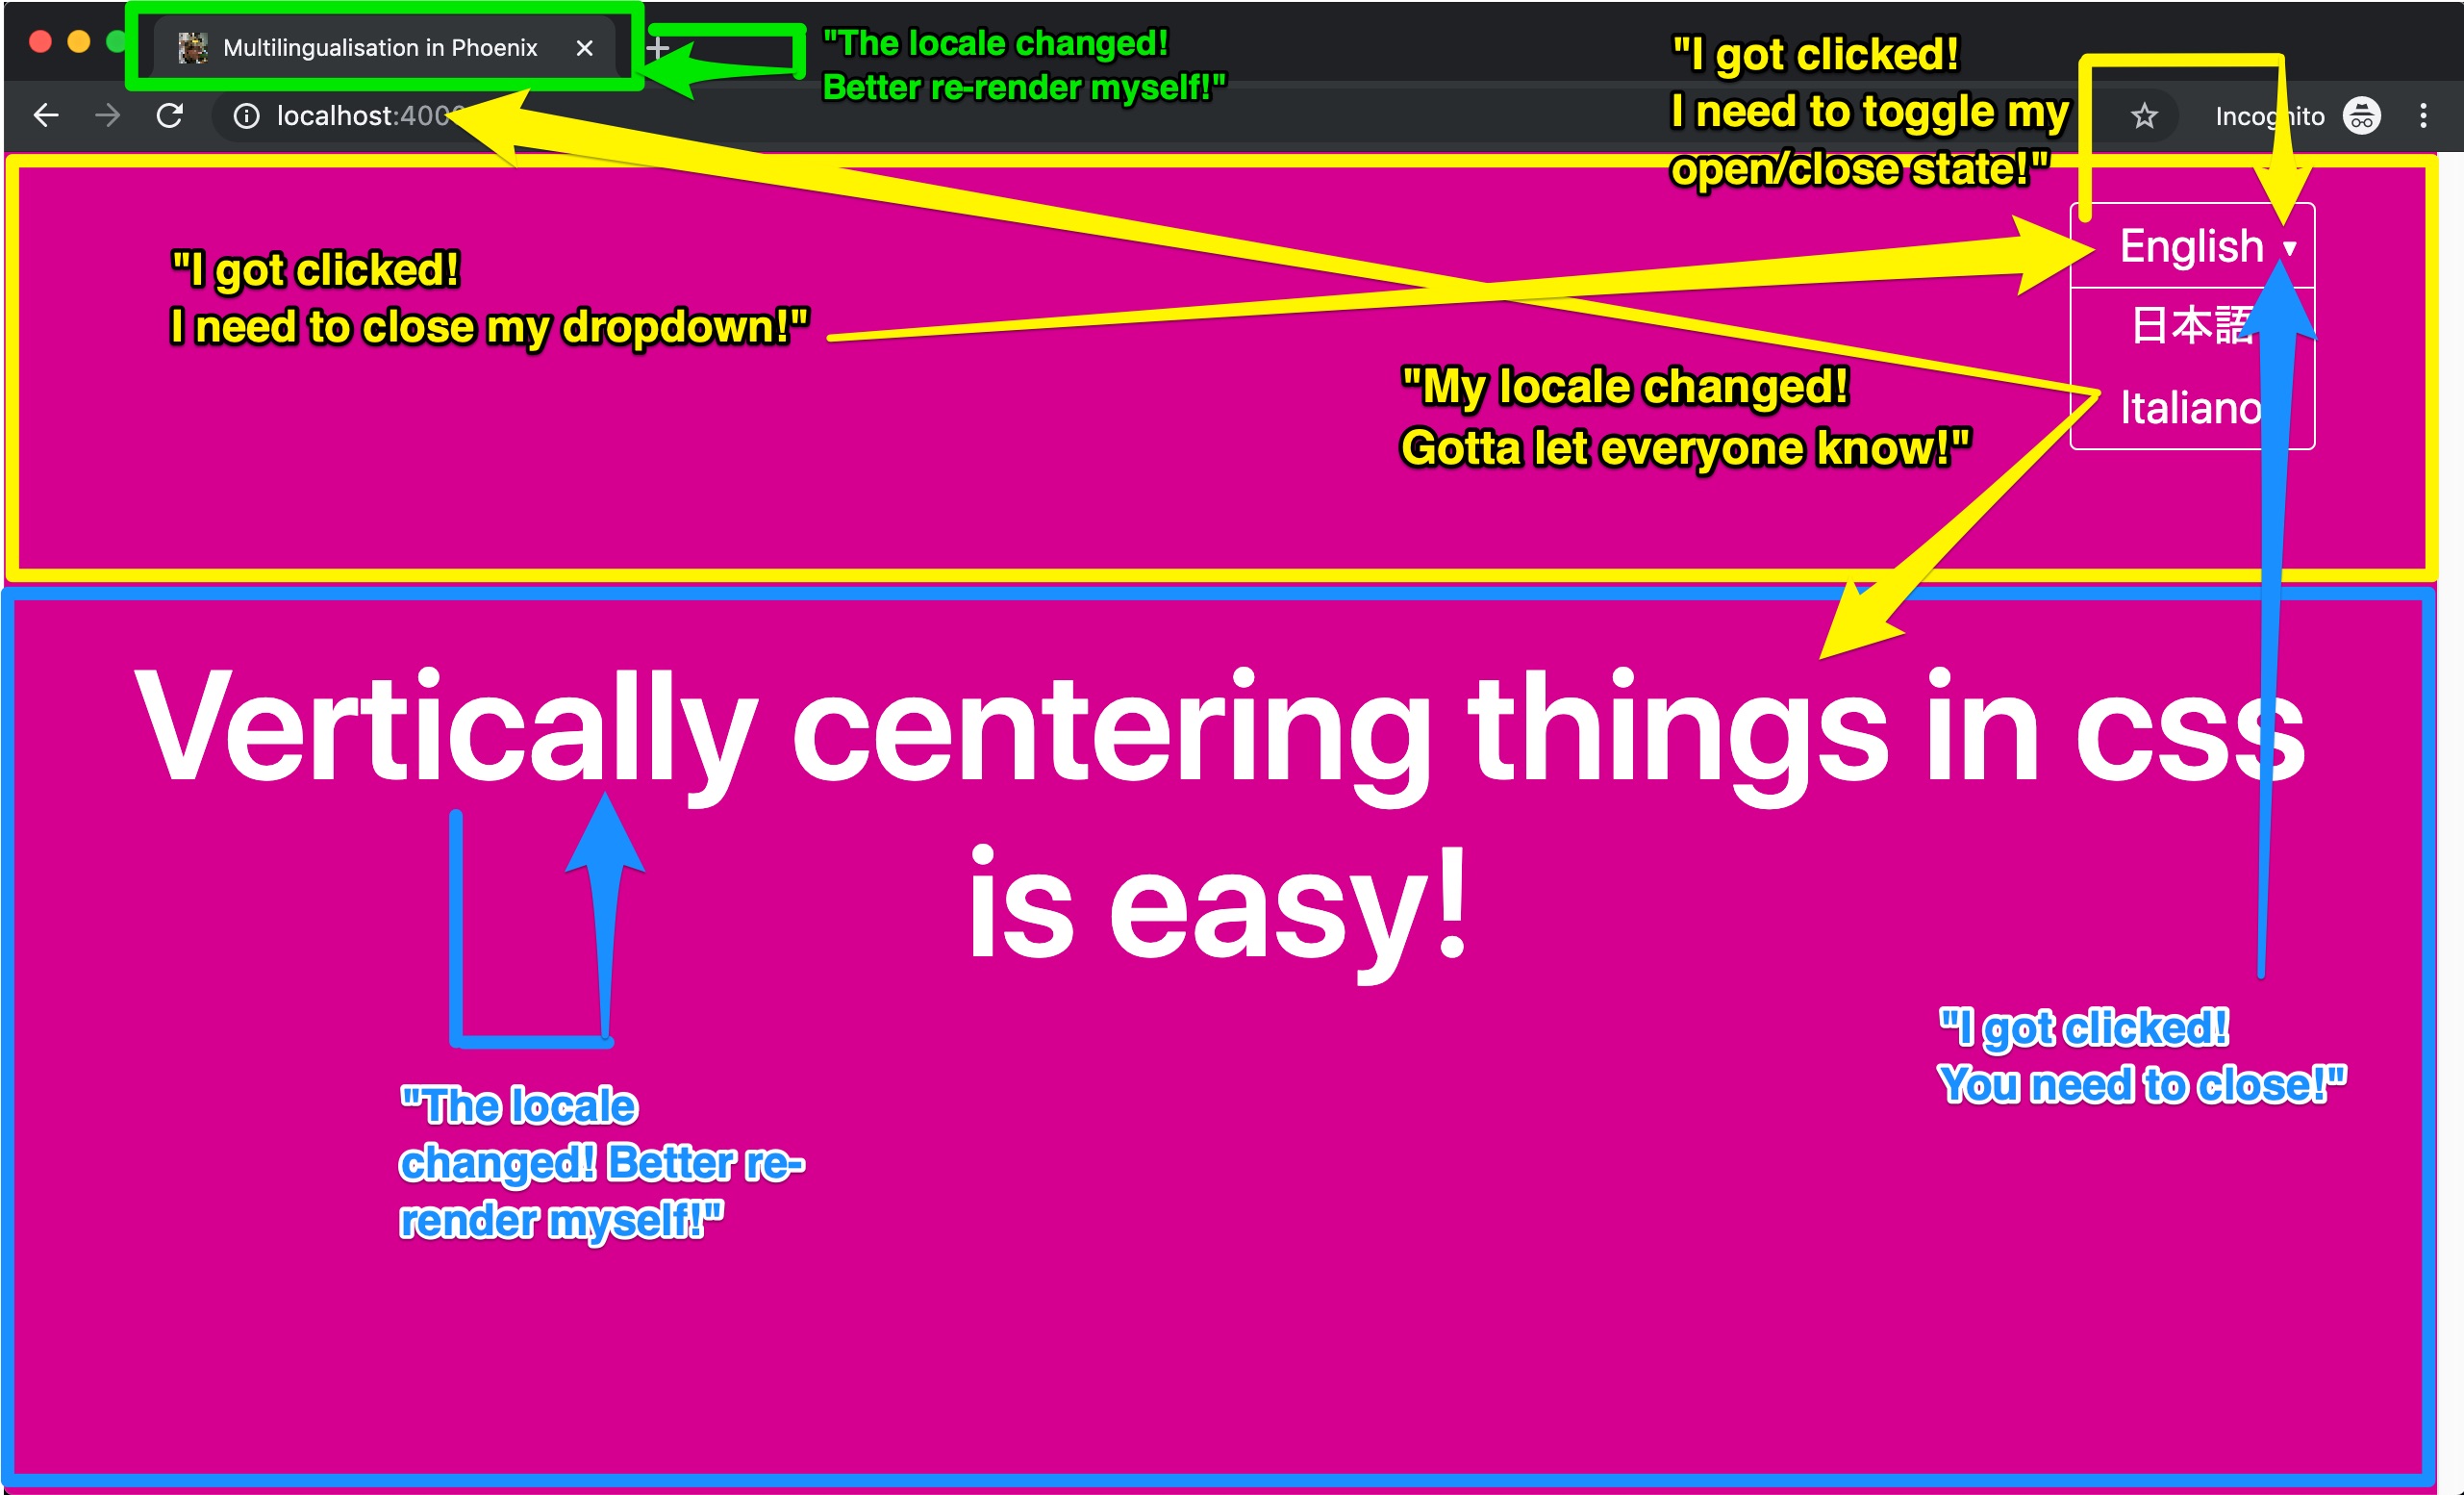 Multilingualisation in Phoenix
"The locale changed!
Better re-render myself!"
localhost:400
Incognito
"I got clicked!
I need to toggle my
open/close state!"
"I got clicked!
I need to close my dropdown!"
English
日本語
Italiano
"My locale changed!
Gotta let everyone know!"
Vertically centering things in css
is easy!
"I got clicked!
You need to close!"
"The locale
changed! Better re-
render myself!"